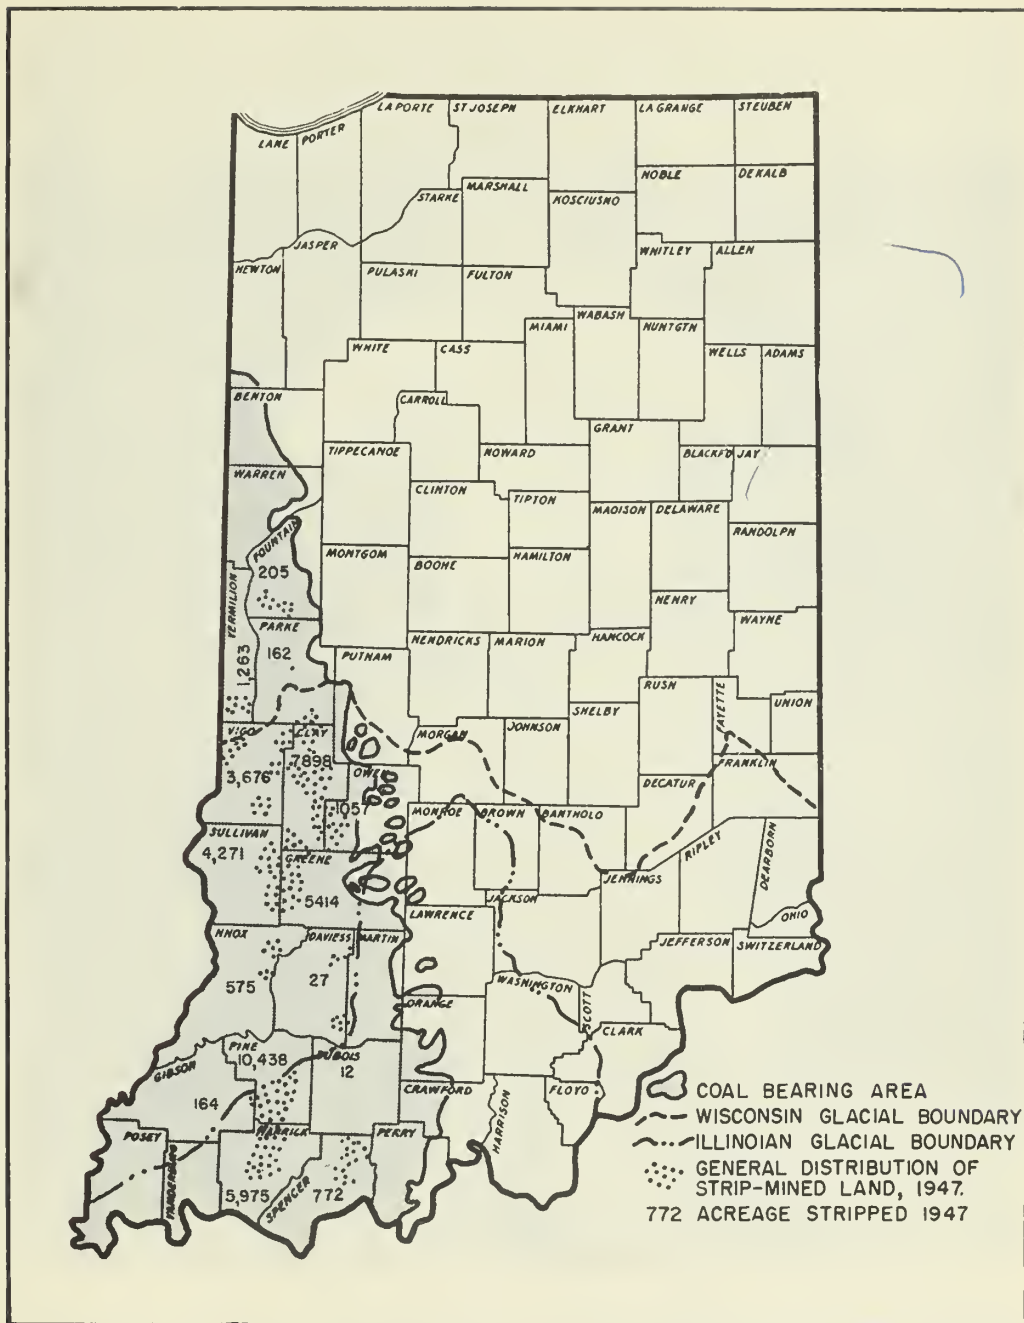 LAPORTE ST JOSEPH ELKHART LAGRANGE STEUBEN
LAKE PORTER
NOBLE DEKALB
STARKE MARSHALL KOSCIUSKO
JASPER
NEWTON PULASKI FULTON WHITLEY ALLEN
MIAMI WABASH HUNTGTN
WHITE CASS WELLS ADAMS
BENTON CARROLL
GRANT
TIPPECANOE HOWARD BLACKFD JAY
WARREN
CLINTON TIPTON
MADISON DELAWARE
RANDOLPH
FOUNTAIN
205
MONTGOM BOONE HAMILTON
VERMILION
1,263
HENRY
PARKE
162
WAYNE
PUTNAM HENDRICKS MARION HANCOCK
RUSH FAYETTE UNION
SHELBY
VIGO CLAY MORGAN JOHNSON
3,676 7898 OWEN
1057
DECATUR FRANKLIN
MONROE BROWN BARTHOLO
SULLIVAN
4,271
GREENE
5414
RIPLEY DEARBORN
JENNINGS
JACKSON
LAWRENCE OHIO
KNOX DAVIESS MARTIN
575 27
JEFFERSON SWITZERLAND
WASHINGTON
ORANGE SCOTT
CLARK
GIBSON
164
PIKE
10,438
DUBOIS
12
CRAWFORD HARRISON FLOYD
POSEY VANDERBURG WARRICK PERRY
5,975 SPENCER 772
COAL BEARING AREA
WISCONSIN GLACIAL BOUNDARY
ILLINOIAN GLACIAL BOUNDARY
GENERAL DISTRIBUTION OF
STRIP-MINED LAND, 1947.
772 ACREAGE STRIPPED 1947